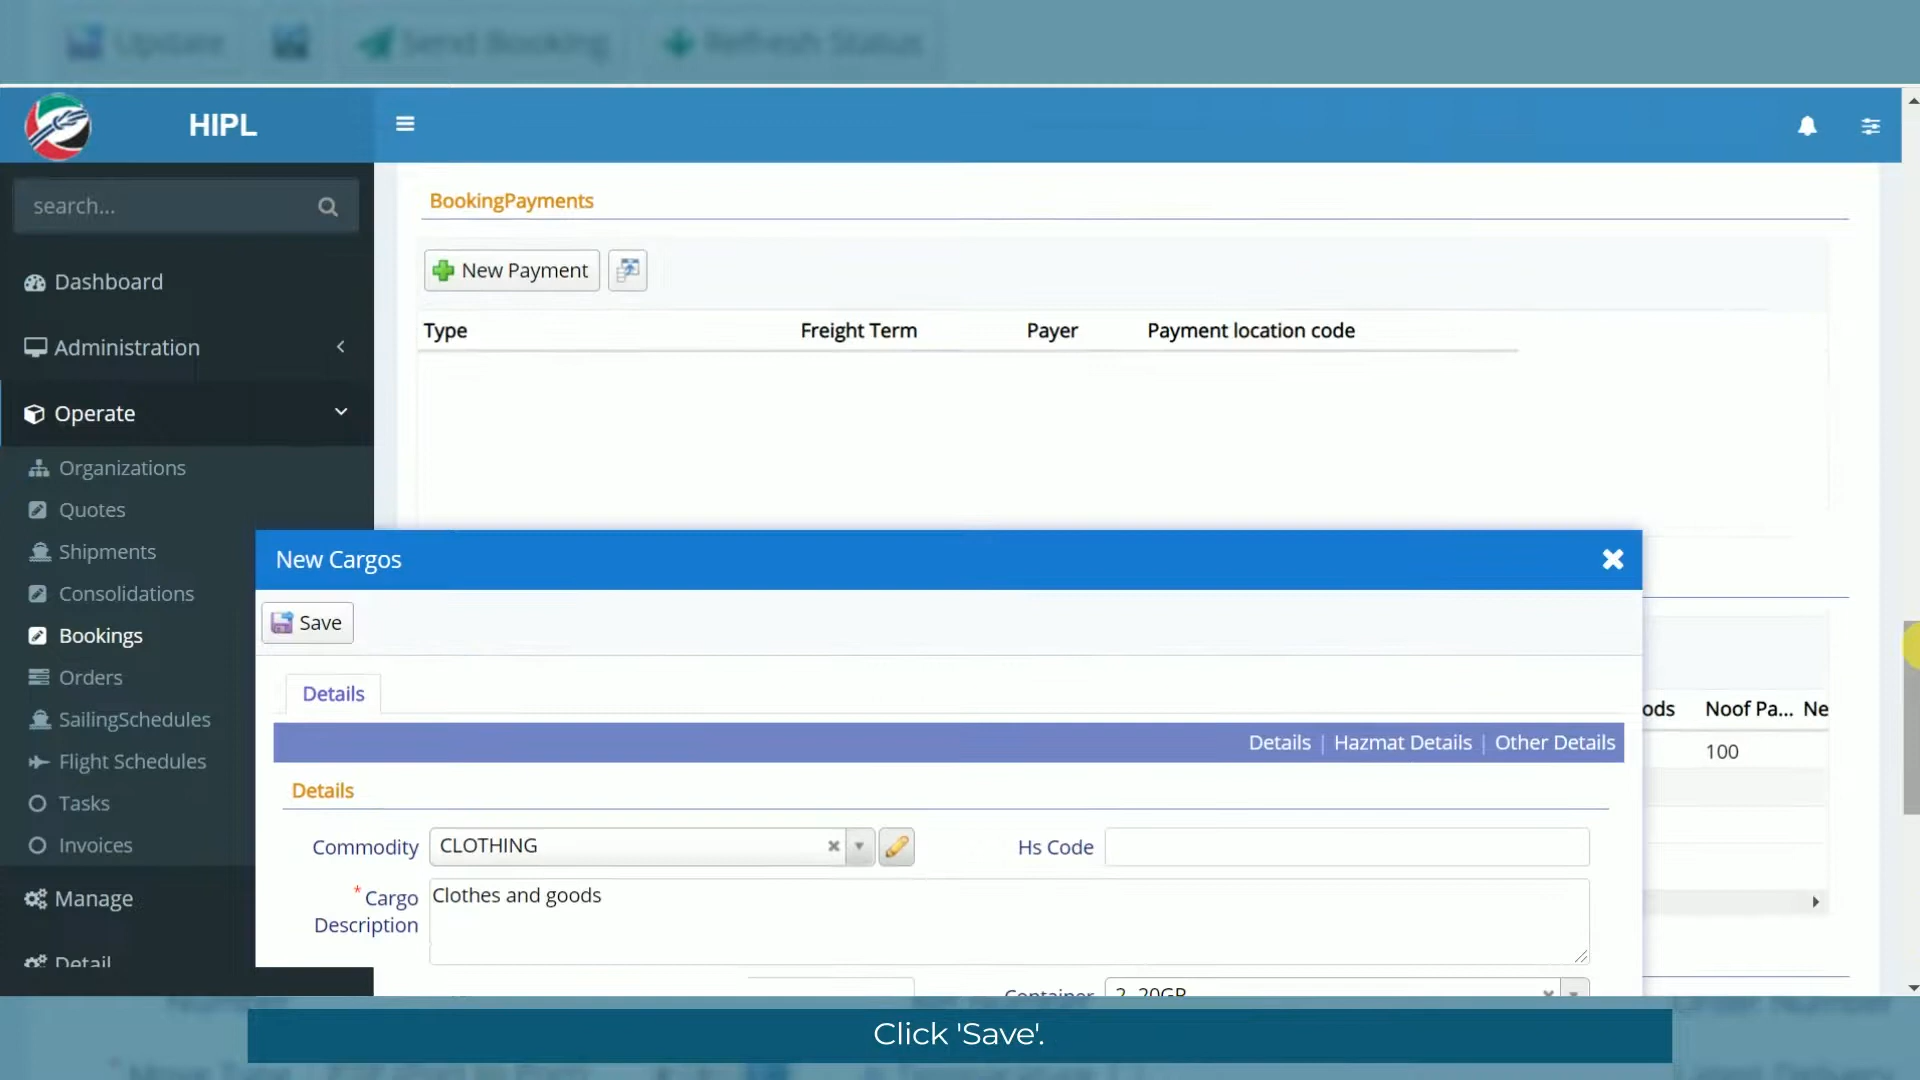 Update Send Booking Refresh Status
HIPL
search...
BookingPayments
New Payment
Type Freight Term Payer Payment location code
Dashboard
Administration
Operate
Organizations
Quotes
Shipments
Consolidations
Bookings
Orders
SailingSchedules
Flight Schedules
Tasks
Invoices
Manage
Detail
New Cargos
Save
Details
Details | Hazmat Details | Other Details
Details
Commodity CLOTHING Hs Code
* Cargo Description Clothes and goods
Container 2 20GP
ods Noof Pa... Ne
100
Click 'Save'.